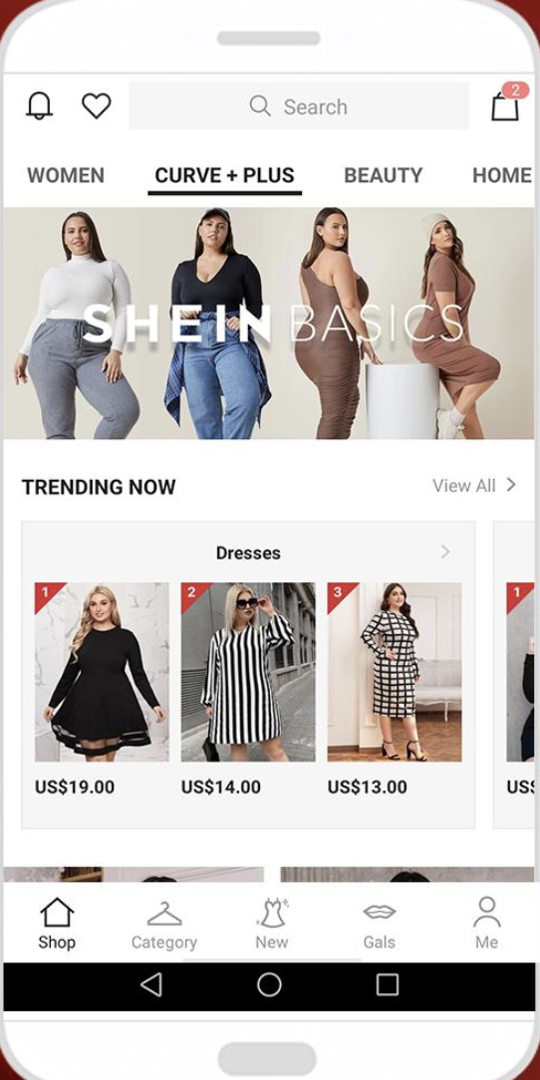 2
Search
WOMEN CURVE + PLUS BEAUTY HOME
SHEIN BASICS
TRENDING NOW View All
Dresses
1 2 3 1
US$19.00 US$14.00 US$13.00 US$
Shop Category New Gals Me